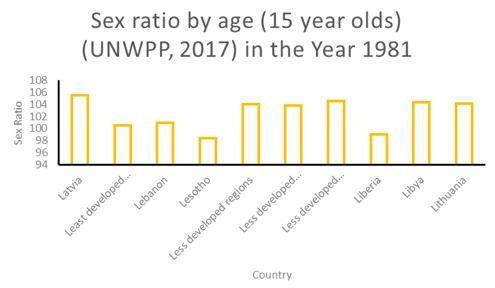 Sex ratio by age (15 year olds)
(UNWPP, 2017) in the Year 1981
108
106
104
102
100
98
96
94
Sex Ratio
Latvia
Least developed...
Lebanon
Lesotho
Less developed regions
Less developed...
Less developed...
Liberia
Libya
Lithuania
Country